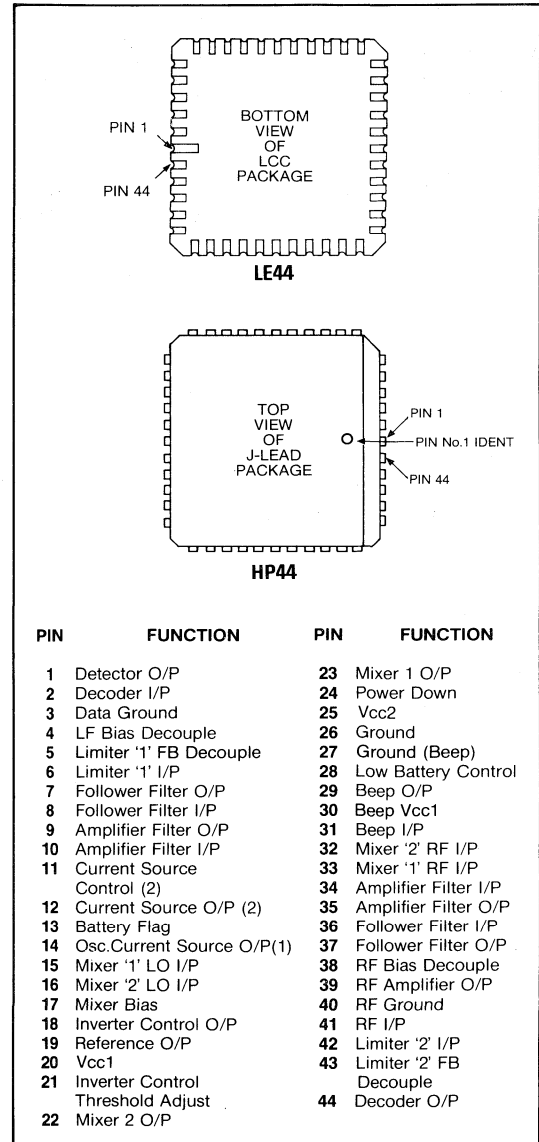 BOTTOM
VIEW
OF
LCC
PACKAGE
PIN 1
PIN 44
LE44
TOP
VIEW
OF
J-LEAD
PACKAGE
PIN 1
PIN No.1 IDENT
PIN 44
HP44
PIN FUNCTION
1 Detector O/P
2 Decoder I/P
3 Data Ground
4 LF Bias Decouple
5 Limiter ‘1’ FB Decouple
6 Limiter ‘1’ I/P
7 Follower Filter O/P
8 Follower Filter I/P
9 Amplifier Filter O/P
10 Amplifier Filter I/P
11 Current Source
Control (2)
12 Current Source O/P (2)
13 Battery Flag
14 Osc.Current Source O/P(1)
15 Mixer ‘1’ LO I/P
16 Mixer ‘2’ LO I/P
17 Mixer Bias
18 Inverter Control O/P
19 Reference O/P
20 Vcc1
21 Inverter Control
Threshold Adjust
22 Mixer 2 O/P
PIN FUNCTION
23 Mixer 1 O/P
24 Power Down
25 Vcc2
26 Ground
27 Ground (Beep)
28 Low Battery Control
29 Beep O/P
30 Beep Vcc1
31 Beep I/P
32 Mixer ‘2’ RF I/P
33 Mixer ‘1’ RF I/P
34 Amplifier Filter I/P
35 Amplifier Filter O/P
36 Follower Filter I/P
37 Follower Filter O/P
38 RF Bias Decouple
39 RF Amplifier O/P
40 RF Ground
41 RF I/P
42 Limiter ‘2’ I/P
43 Limiter ‘2’ FB
Decouple
44 Decoder O/P